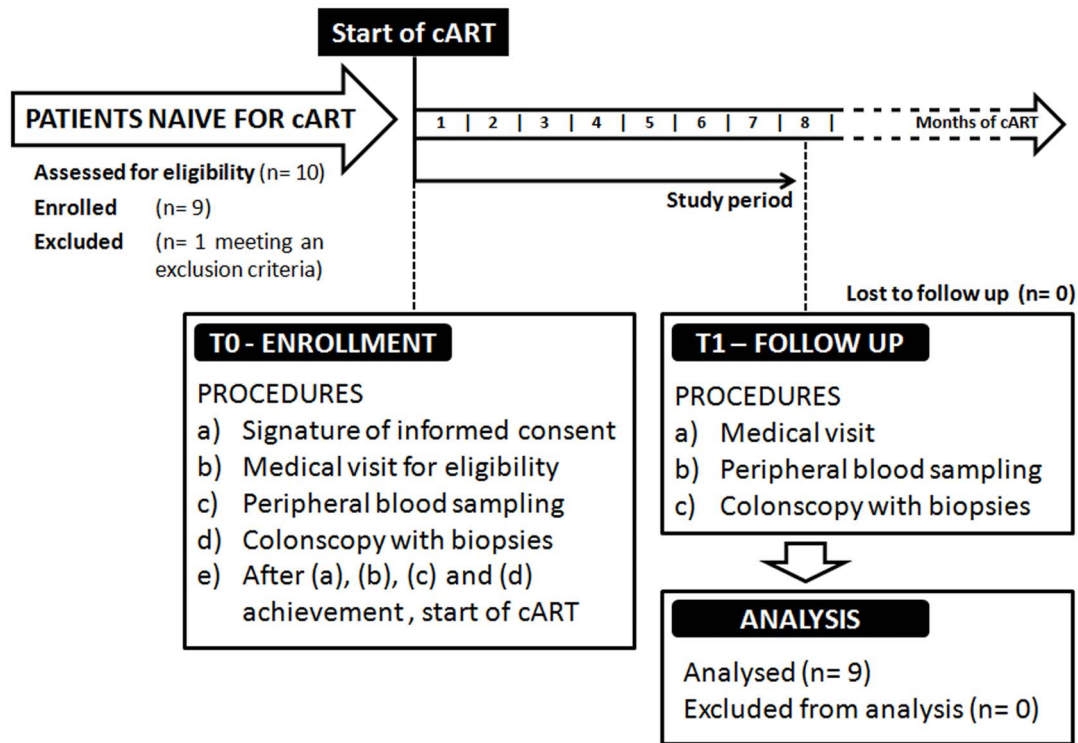 Start of cART
PATIENTS NAIVE FOR cART
1 | 2 | 3 | 4 | 5 | 6 | 7 | 8 |
Months of cART
Study period
Assessed for eligibility (n= 10)
Enrolled (n= 9)
Excluded (n= 1 meeting an
exclusion criteria)
Lost to follow up (n= 0)
T0 - ENROLLMENT
PROCEDURES
a) Signature of informed consent
b) Medical visit for eligibility
c) Peripheral blood sampling
d) Colonscopy with biopsies
e) After (a), (b), (c) and (d)
achievement , start of cART
T1 – FOLLOW UP
PROCEDURES
a) Medical visit
b) Peripheral blood sampling
c) Colonscopy with biopsies
ANALYSIS
Analysed (n= 9)
Excluded from analysis (n= 0)